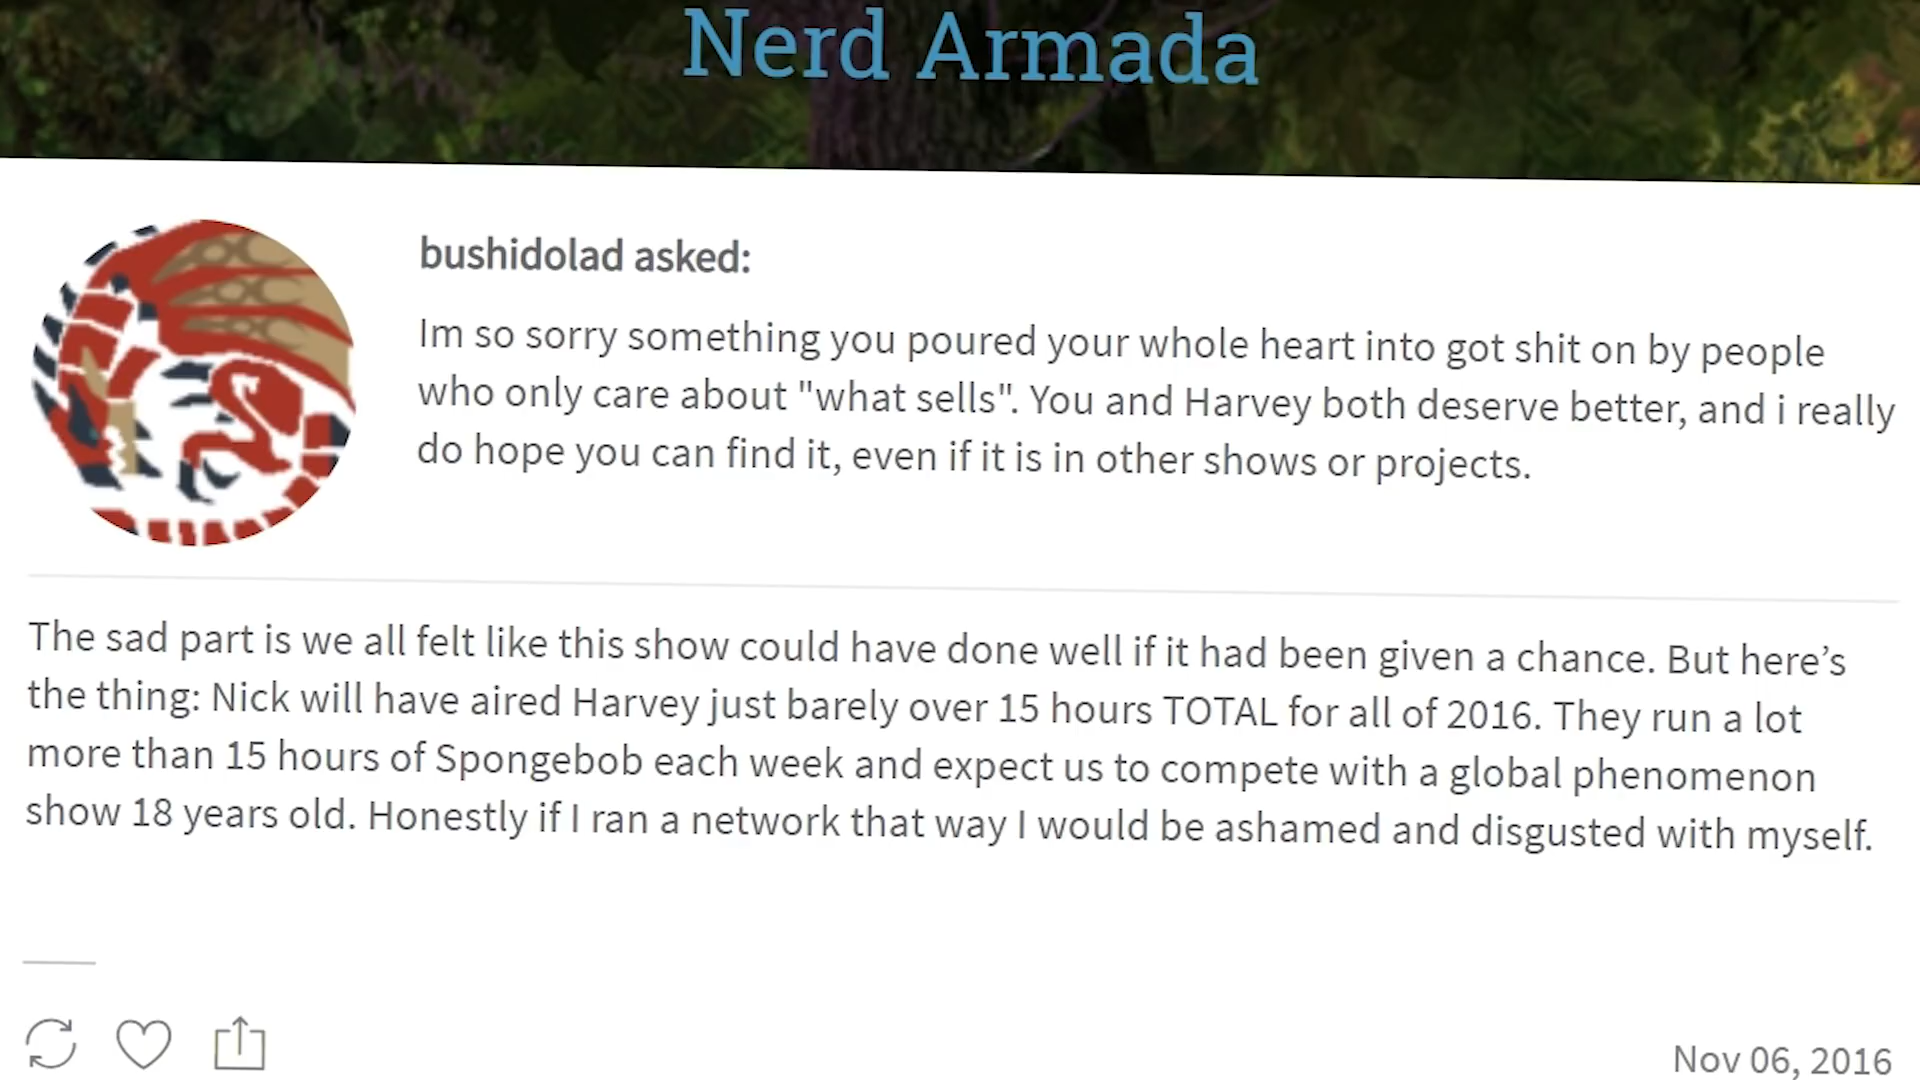 Nerd Armada
bushidolad asked:
Im so sorry something you poured your whole heart into got shit on by people
who only care about "what sells". You and Harvey both deserve better, and i really
do hope you can find it, even if it is in other shows or projects.
The sad part is we all felt like this show could have done well if it had been given a chance. But here’s
the thing: Nick will have aired Harvey just barely over 15 hours TOTAL for all of 2016. They run a lot
more than 15 hours of Spongebob each week and expect us to compete with a global phenomenon
show 18 years old. Honestly if I ran a network that way I would be ashamed and disgusted with myself.
Nov 06, 2016